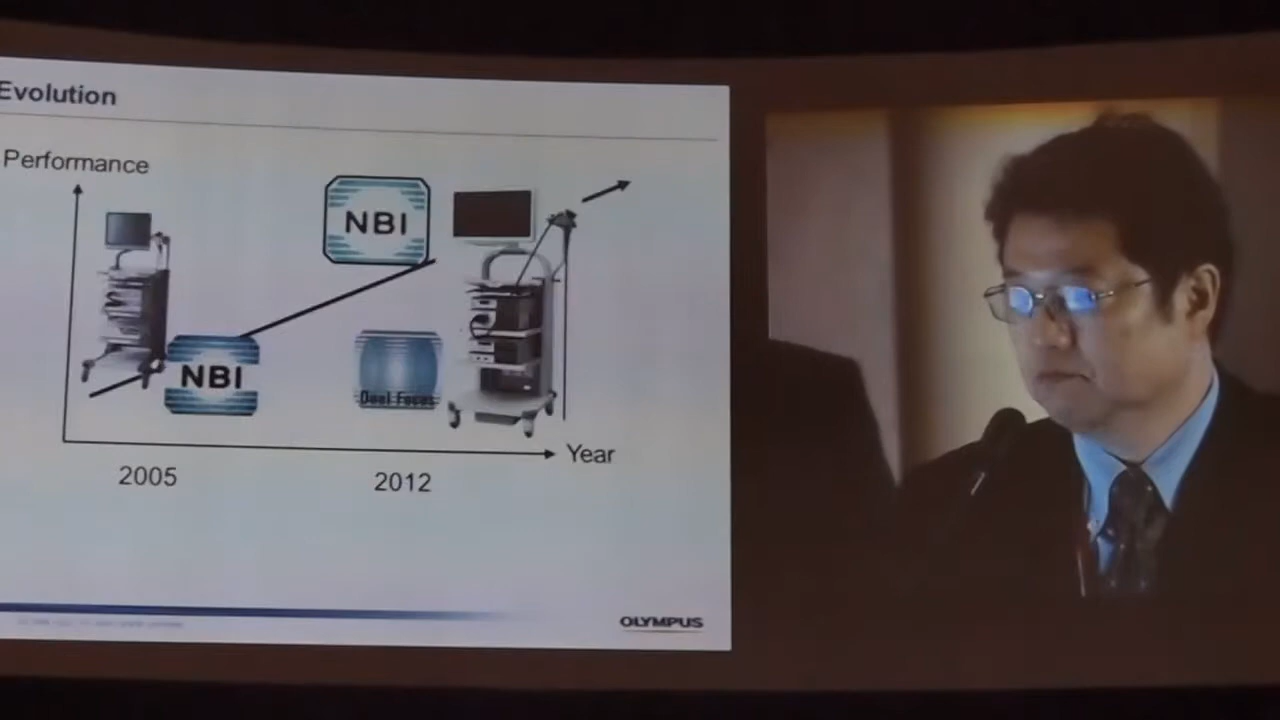 Evolution
Performance
NBI
NBI
Dual Focus
Year
2005
2012
OLYMPUS